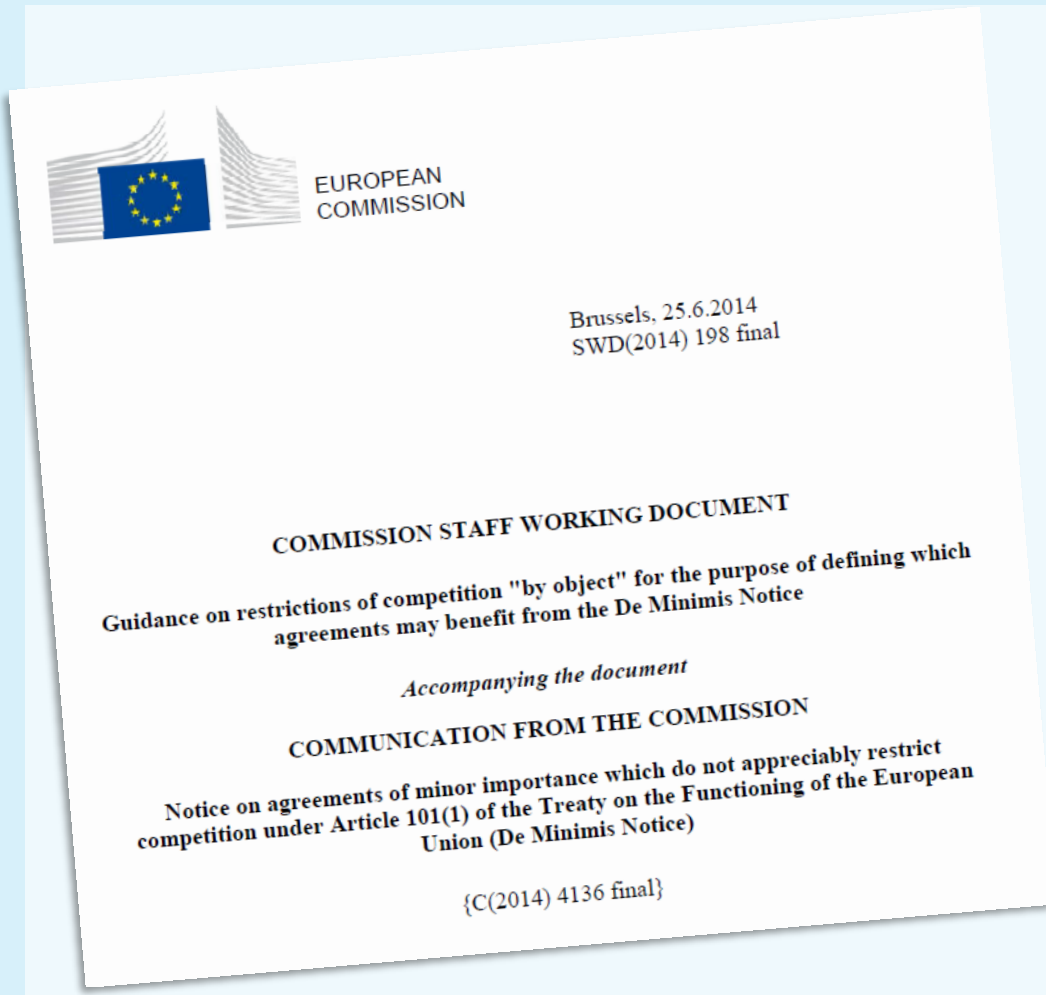 EUROPEAN
COMMISSION
Brussels, 25.6.2014
SWD(2014) 198 final
COMMISSION STAFF WORKING DOCUMENT
Guidance on restrictions of competition "by object" for the purpose of defining which
agreements may benefit from the De Minimis Notice
Accompanying the document
COMMUNICATION FROM THE COMMISSION
Notice on agreements of minor importance which do not appreciably restrict
competition under Article 101(1) of the Treaty on the Functioning of the European
Union (De Minimis Notice)
{C(2014) 4136 final}